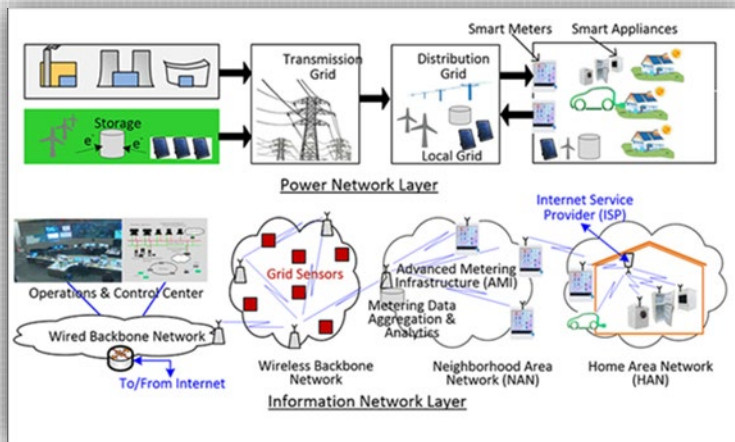 Smart Meters
Smart Appliances
Transmission
Grid
Distribution
Grid
Storage
e⁻
e⁻
Local Grid
Power Network Layer
Internet Service
Provider (ISP)
Grid Sensors
Advanced Metering
Infrastructure (AMI)
Operations & Control Center
Metering Data
Aggregation &
Analytics
Wired Backbone Network
Wireless Backbone
Network
Neighborhood Area
Network (NAN)
Home Area Network
(HAN)
To/From Internet
Information Network Layer